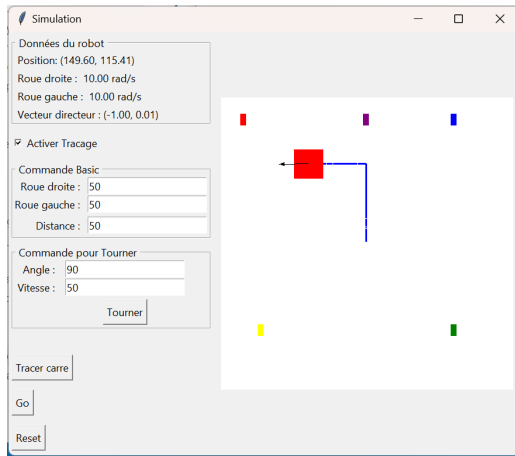 Simulation
Données du robot
Position: (149.60, 115.41)
Roue droite : 10.00 rad/s
Roue gauche : 10.00 rad/s
Vecteur directeur : (-1.00, 0.01)
Activer Tracage
Commande Basic
Roue droite : 50
Roue gauche : 50
Distance : 50
Commande pour Tourner
Angle : 90
Vitesse : 50
Tourner
Tracer carre
Go
Reset